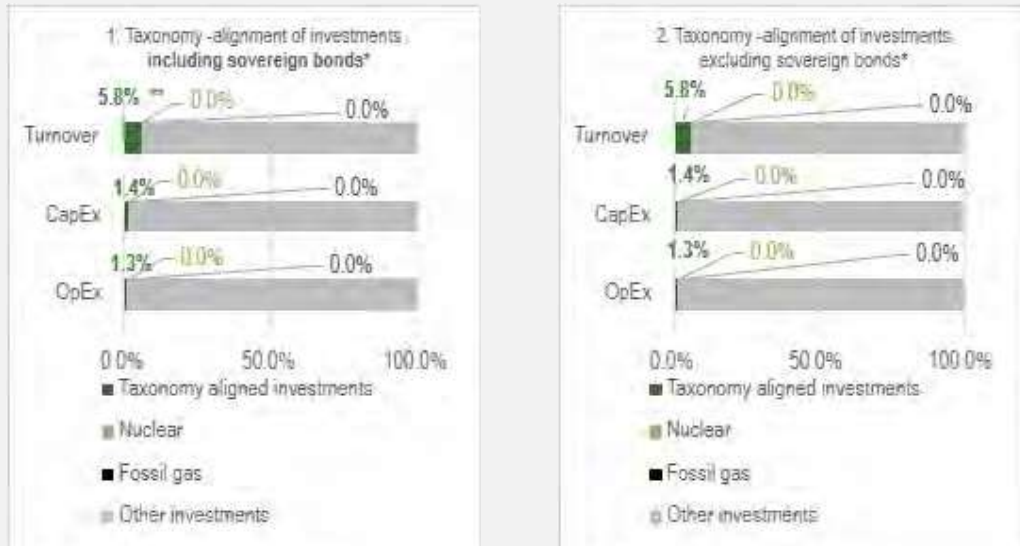 1. Taxonomy -alignment of investments
including sovereign bonds*
5.8%
0.0%
0.0%
Turnover
1.4%
0.0%
0.0%
CapEx
1.3%
0.0%
0.0%
OpEx
0.0% 50.0% 100.0%
Taxonomy aligned investments
Nuclear
Fossil gas
Other investments
2. Taxonomy -alignment of investments
excluding sovereign bonds*
5.8%
0.0%
0.0%
Turnover
1.4%
0.0%
0.0%
CapEx
1.3%
0.0%
0.0%
OpEx
0.0% 50.0% 100.0%
Taxonomy aligned investments
Nuclear
Fossil gas
Other investments